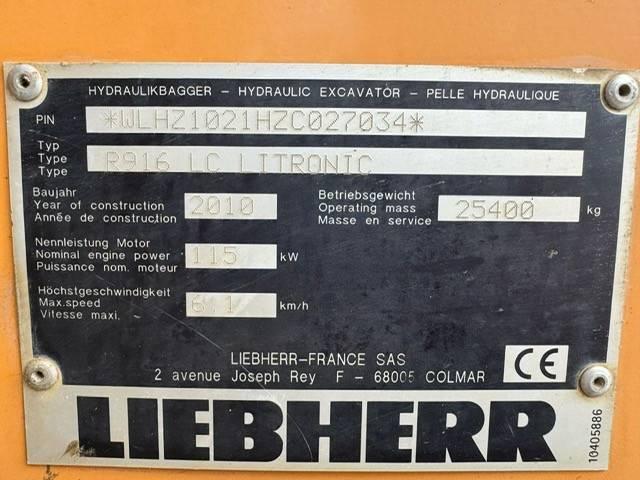 HYDRAULIKBAGGER – HYDRAULIC EXCAVATOR – PELLE HYDRAULIQUE
PIN *WLHZ1021HZC027034*
Typ
Type R916 LC LITRONIC
Type
Baujahr
Year of construction 2010
Année de construction
Betriebsgewicht
Operating mass 25400 kg
Masse en service
Nennleistung Motor
Nominal engine power 115 kW
Puissance nom. moteur
Höchstgeschwindigkeit
Max.speed 6.1 km/h
Vitesse maxi.
LIEBHERR-FRANCE SAS
2 avenue Joseph Rey F – 68005 COLMAR
CE
LIEBHERR
10405886